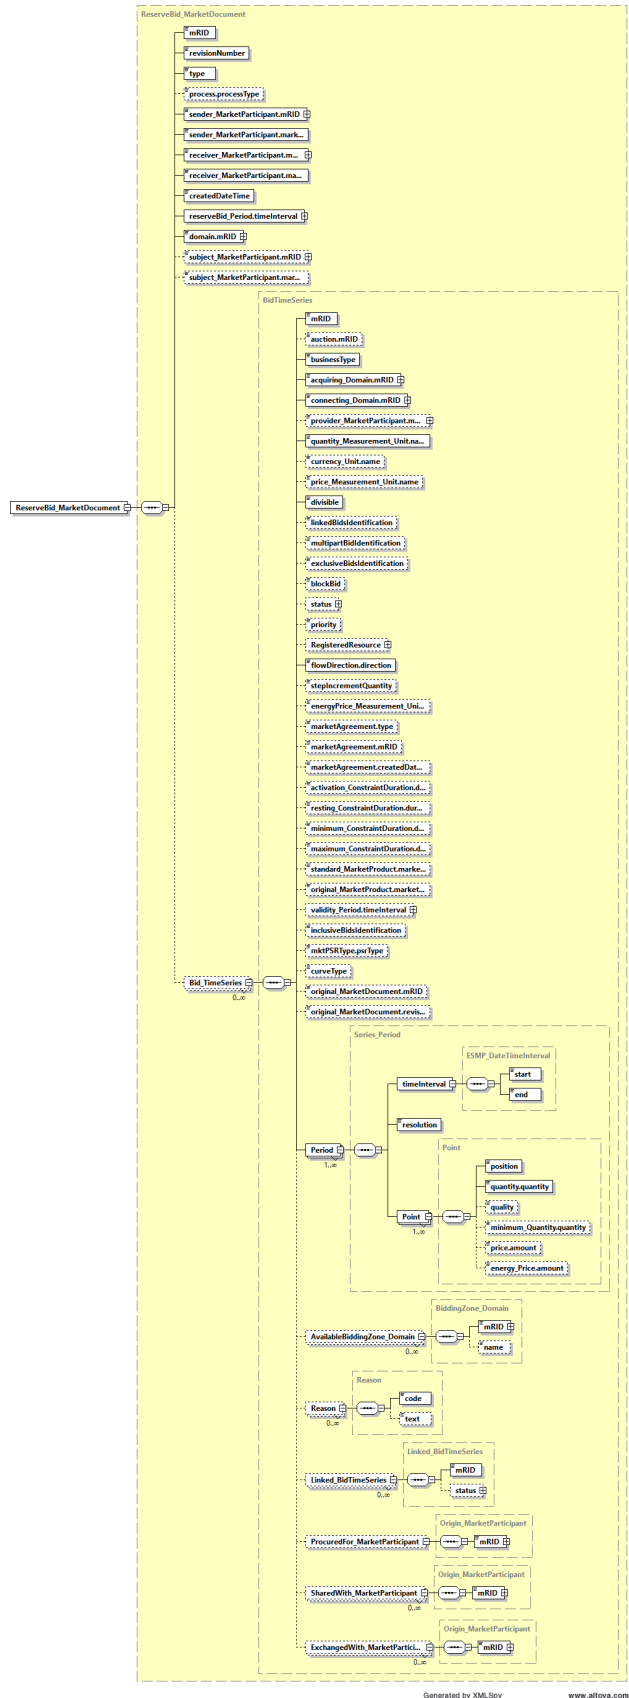 ReserveBid_MarketDocument
mRID
revisionNumber
type
process.processType
sender_MarketParticipant.mRID
sender_MarketParticipant.mark...
receiver_MarketParticipant.m...
receiver_MarketParticipant.ma...
createdDateTime
reserveBid_Period.timeInterval
domain.mRID
subject_MarketParticipant.mRID
subject_MarketParticipant.mar...
BidTimeSeries
mRID
auction.mRID
businessType
acquiring_Domain.mRID
connecting_Domain.mRID
provider_MarketParticipant.m...
quantity_Measurement_Unit.na...
currency_Unit.name
price_Measurement_Unit.name
divisible
ReserveBid_MarketDocument
linkedBidsIdentification
multipartBidIdentification
exclusiveBidsIdentification
blockBid
status
priority
RegisteredResource
flowDirection.direction
stepIncrementQuantity
energyPrice_Measurement_Uni...
marketAgreement.type
marketAgreement.mRID
marketAgreement.createdDat...
activation_ConstraintDuration.d...
resting_ConstraintDuration.dur...
minimum_ConstraintDuration.d...
maximum_ConstraintDuration.d...
standard_MarketProduct.marke...
original_MarketProduct.market...
validity_Period.timeInterval
inclusiveBidsIdentification
mktPSRType.psrType
curveType
Bid_TimeSeries
0..∞
original_MarketDocument.mRID
original_MarketDocument.revis...
Series_Period
ESMP_DateTimeInterval
start
timeInterval
end
resolution
Point
Period
1..∞
position
quantity.quantity
quality
Point
1..∞
minimum_Quantity.quantity
price.amount
energy_Price.amount
BiddingZone_Domain
mRID
AvailableBiddingZone_Domain
0..∞
name
Reason
code
Reason
0..∞
text
Linked_BidTimeSeries
mRID
Linked_BidTimeSeries
0..∞
status
Origin_MarketParticipant
ProcuredFor_MarketParticipant
mRID
Origin_MarketParticipant
SharedWith_MarketParticipant
0..∞
mRID
Origin_MarketParticipant
ExchangedWith_MarketPartici...
0..∞
mRID
Generated by XMLSpy
www.altova.com